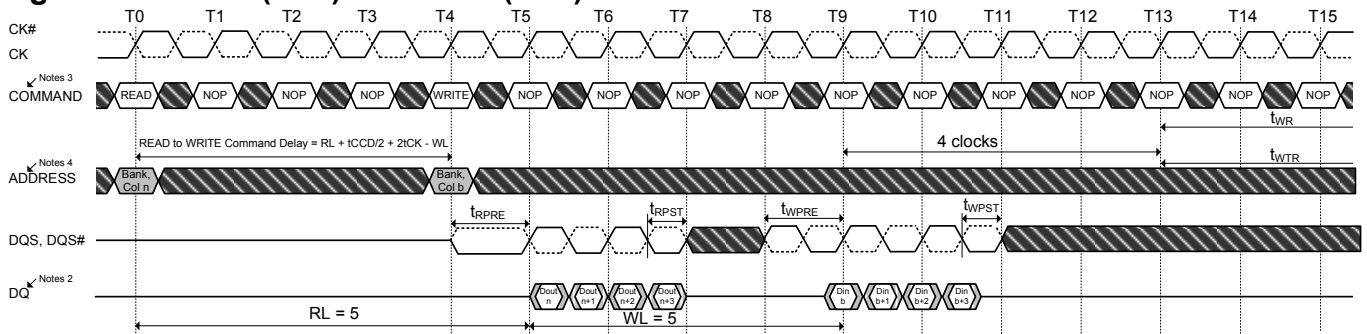 T0 T1 T2 T3 T4 T5 T6 T7 T8 T9 T10 T11 T12 T13 T14 T15
CK#
CK
Notes 3
COMMAND READ NOP NOP NOP WRITE NOP NOP NOP NOP NOP NOP NOP NOP NOP NOP NOP
READ to WRITE Command Delay = RL + tCCD/2 + 2tCK - WL
4 clocks
tWR
tWTR
Notes 4
ADDRESS Bank, Col n Bank, Col b
tRPRE tRPST tWPRE tWPST
DQS, DQS#
Notes 2
DQ Dout n Dout n+1 Dout n+2 Dout n+3 Din b Din b+1 Din b+2 Din b+3
RL = 5 WL = 5